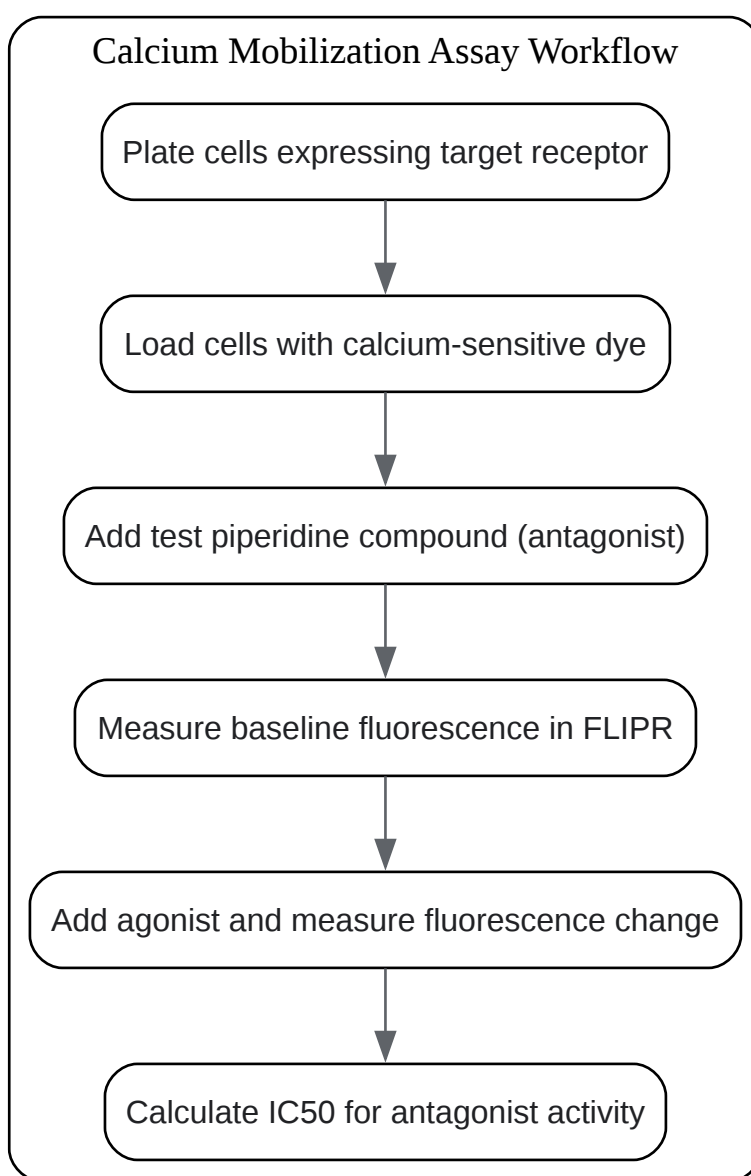 Calcium Mobilization Assay Workflow
Plate cells expressing target receptor
Load cells with calcium-sensitive dye
Add test piperidine compound (antagonist)
Measure baseline fluorescence in FLIPR
Add agonist and measure fluorescence change
Calculate IC50 for antagonist activity